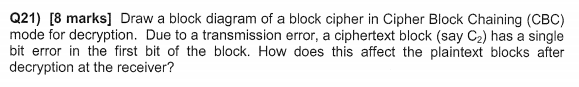 Q21) [8 marks] Draw a block diagram of a block cipher in Cipher Block Chaining (CBC)
mode for decryption. Due to a transmission error, a ciphertext block (say C₂) has a single
bit error in the first bit of the block. How does this affect the plaintext blocks after
decryption at the receiver?